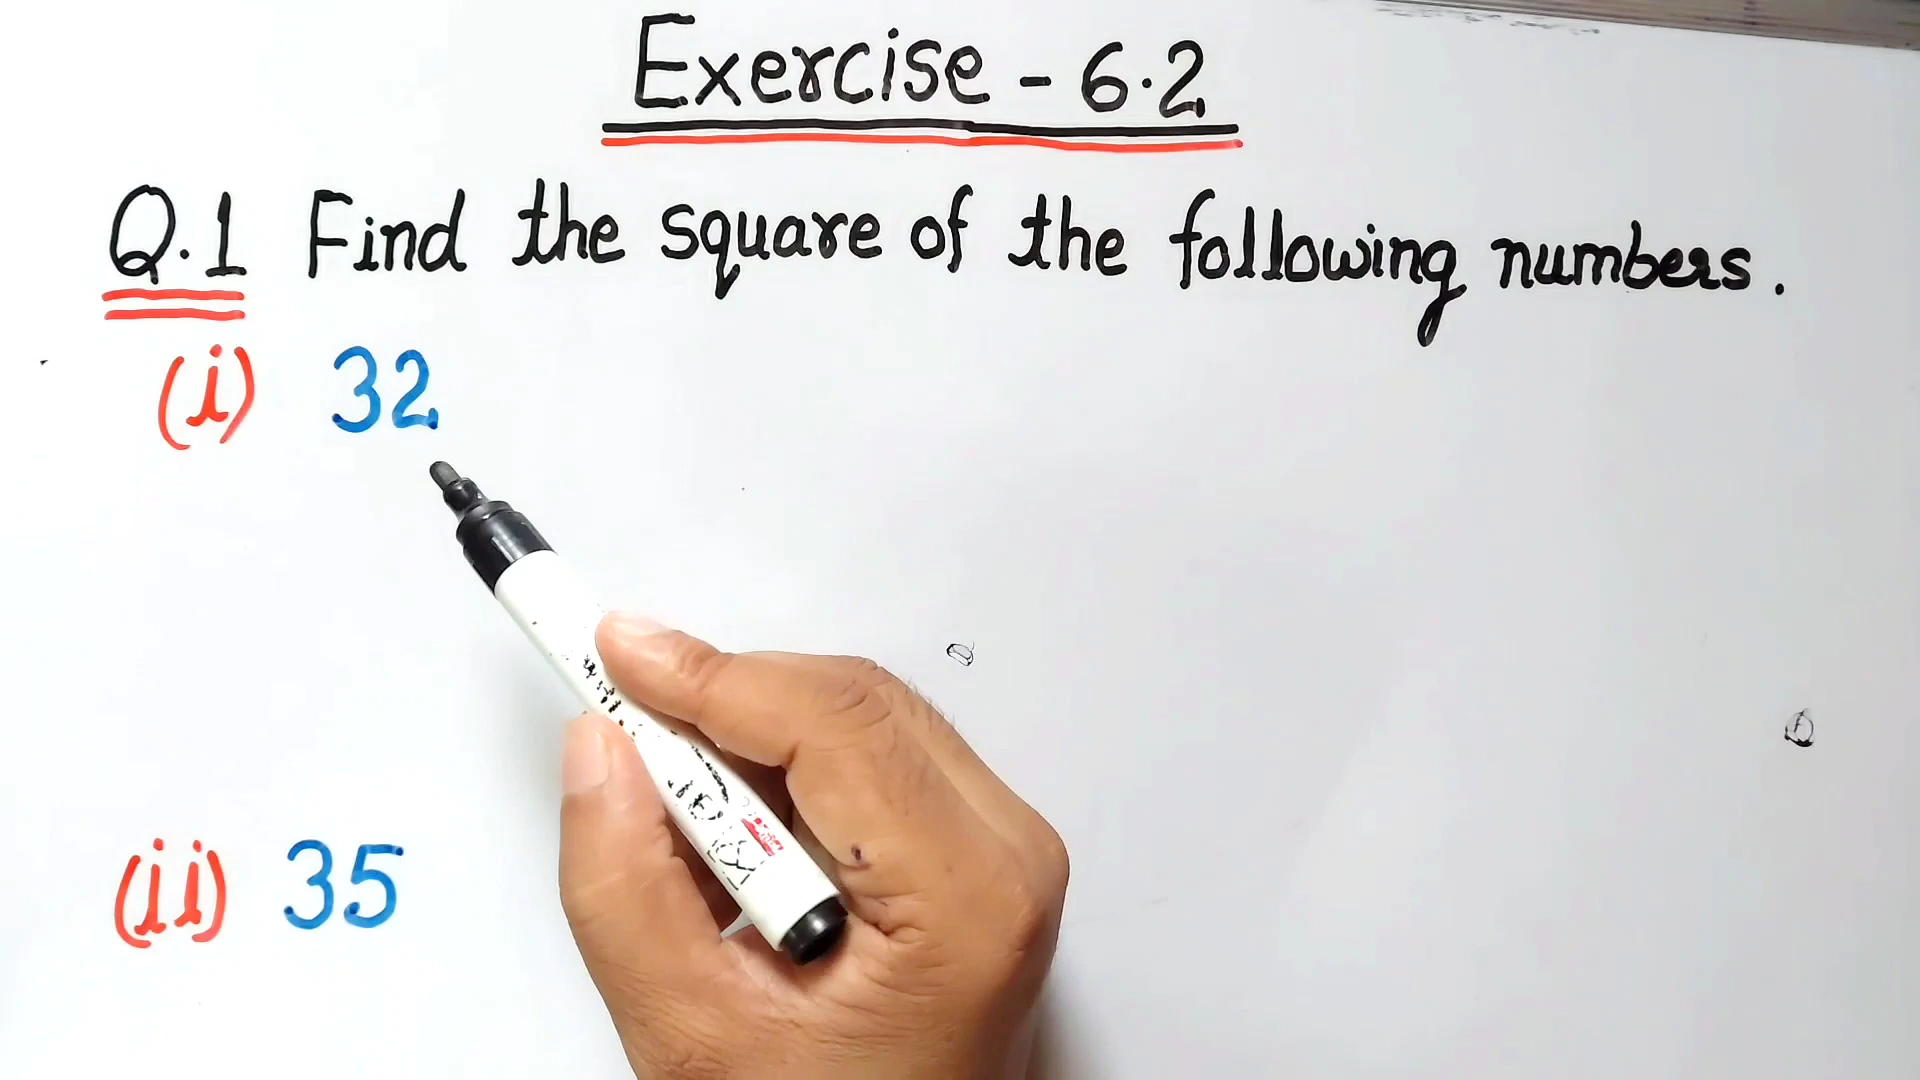 Exercise - 6.2
Q.1 Find the square of the following numbers.
(i) 32
(ii) 35